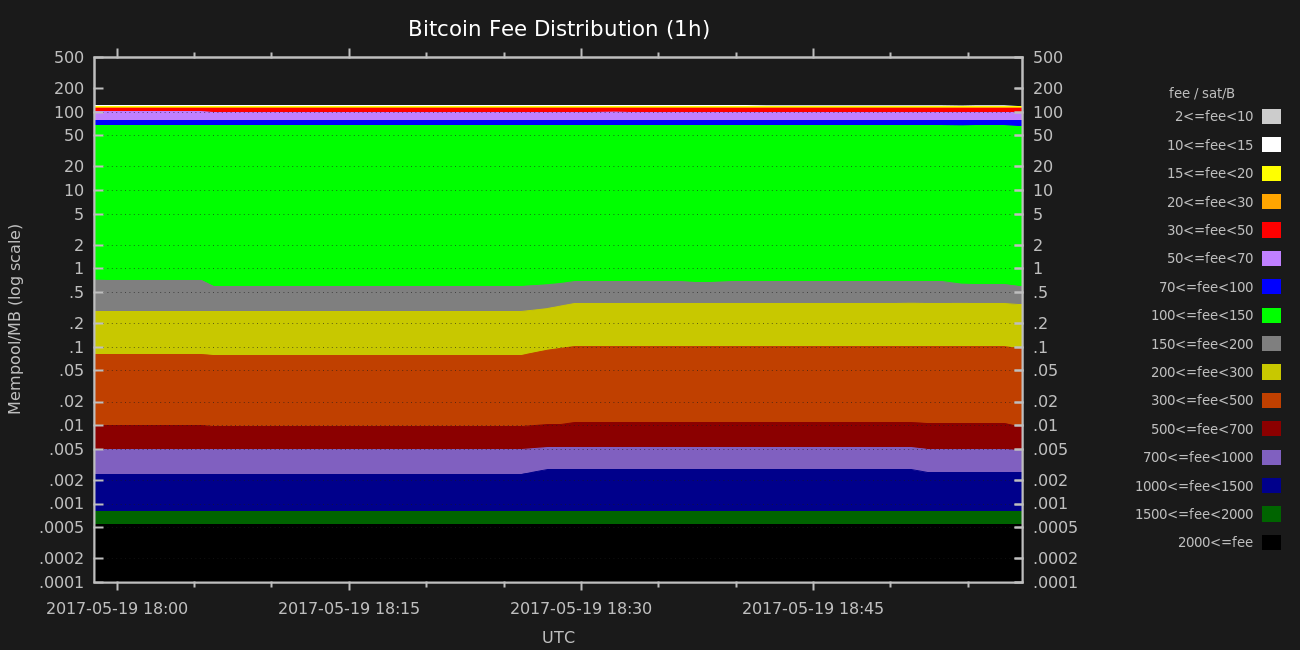 Bitcoin Fee Distribution (1h)
500
200
100
50
20
10
5
2
1
.5
.2
.1
.05
.02
.01
.005
.002
.001
.0005
.0002
.0001
Mempool/MB (log scale)
500
200
100
50
20
10
5
2
1
.5
.2
.1
.05
.02
.01
.005
.002
.001
.0005
.0002
.0001
2017-05-19 18:00
2017-05-19 18:15
2017-05-19 18:30
2017-05-19 18:45
UTC
fee / sat/B
2<=fee<10
10<=fee<15
15<=fee<20
20<=fee<30
30<=fee<50
50<=fee<70
70<=fee<100
100<=fee<150
150<=fee<200
200<=fee<300
300<=fee<500
500<=fee<700
700<=fee<1000
1000<=fee<1500
1500<=fee<2000
2000<=fee